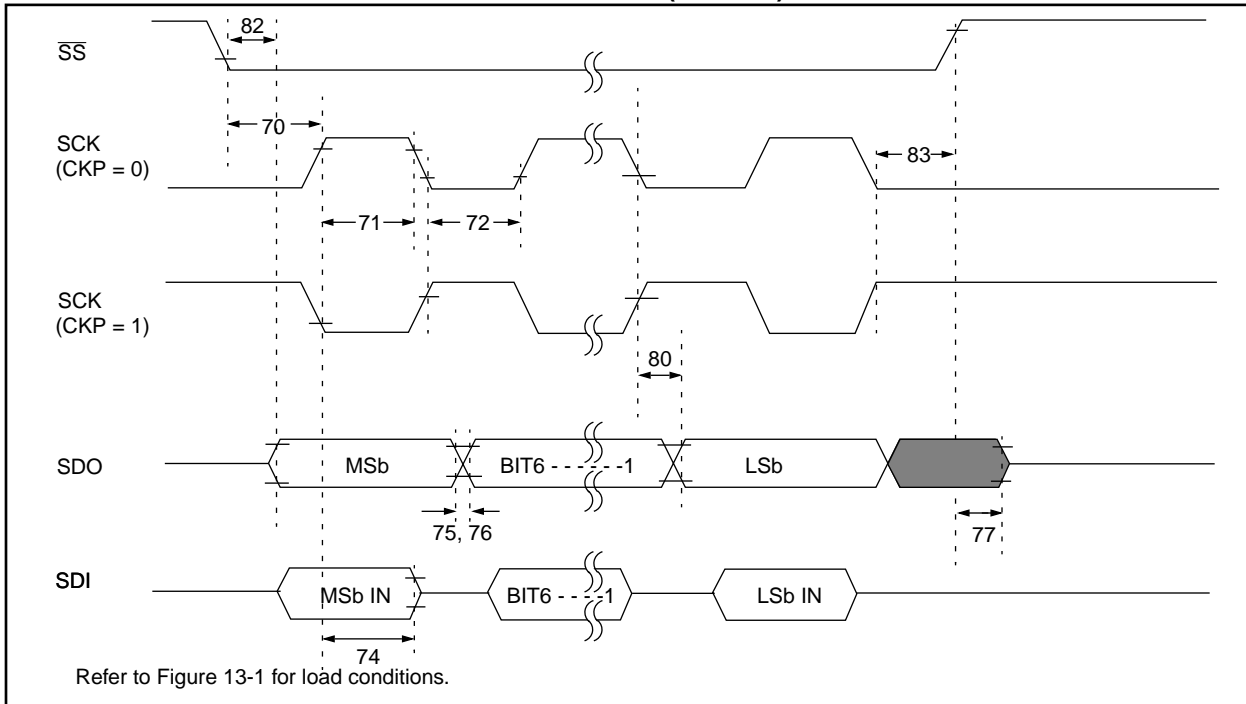 82
SS
70
SCK
(CKP = 0)
83
71
72
SCK
(CKP = 1)
80
SDO
MSb
BIT6 - - - - - -1
LSb
75, 76
77
SDI
MSb IN
BIT6 - - - -1
LSb IN
74
Refer to Figure 13-1 for load conditions.